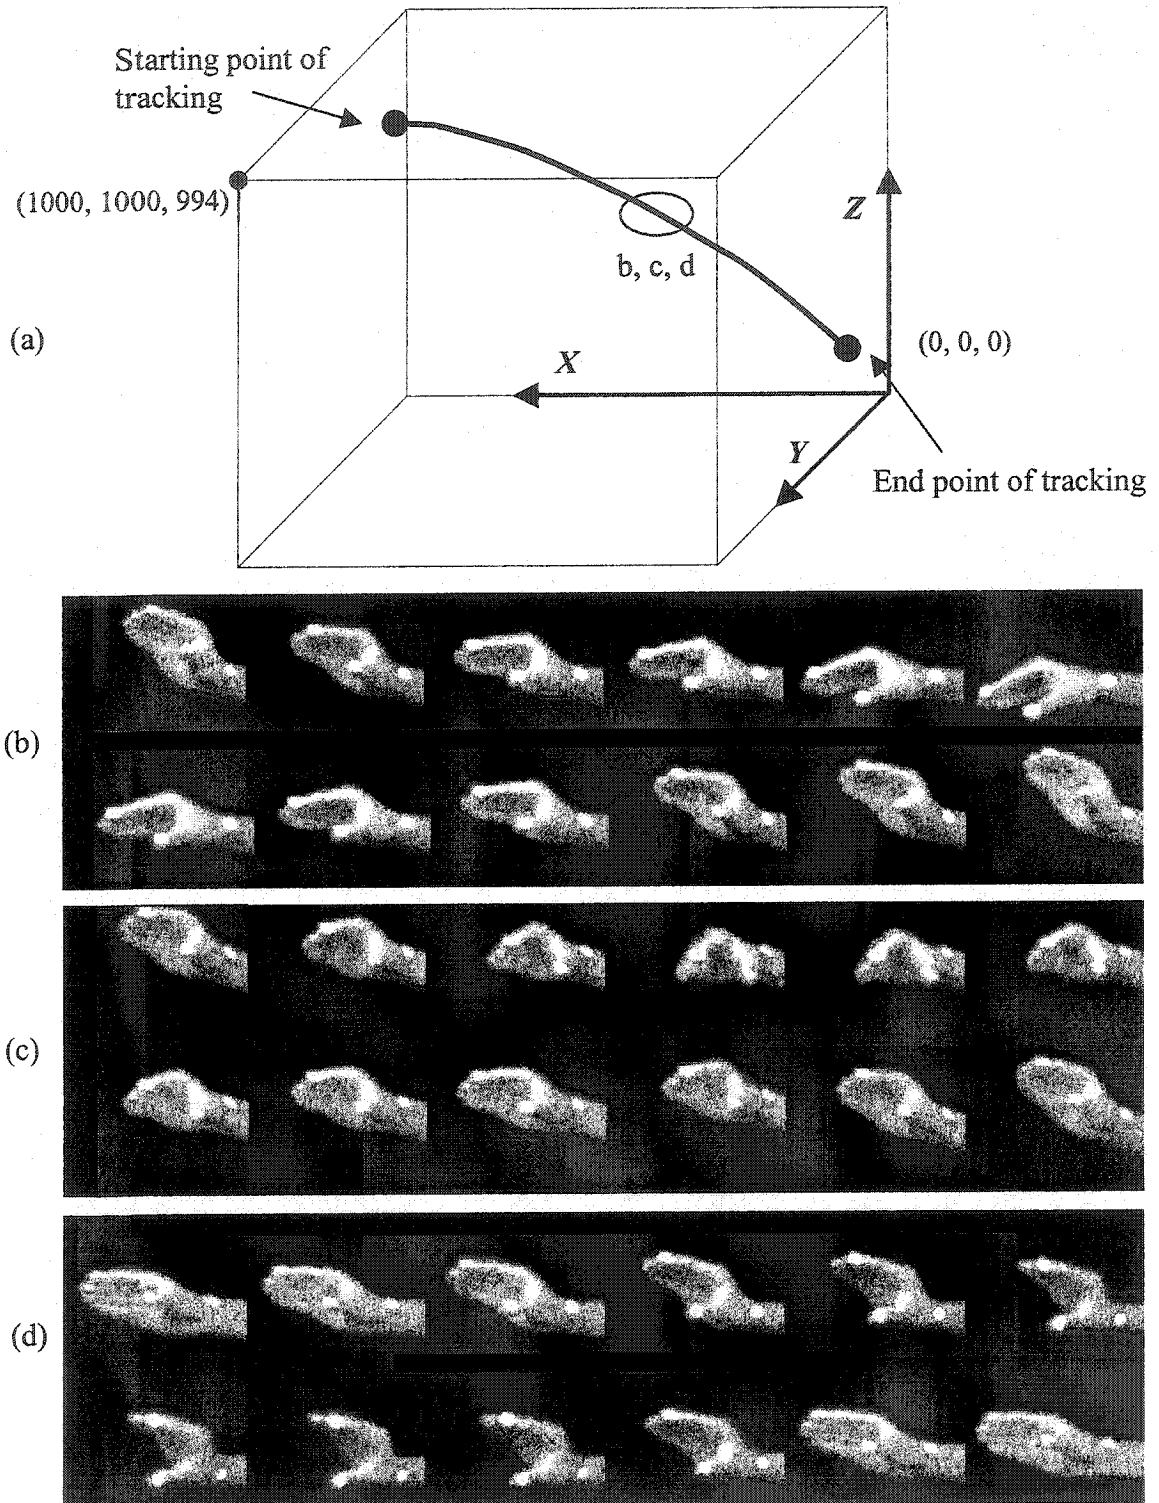 Starting point of
tracking
(1000, 1000, 994)
Z
b, c, d
(a)
(0, 0, 0)
X
Y
End point of tracking
(b)
(c)
(d)